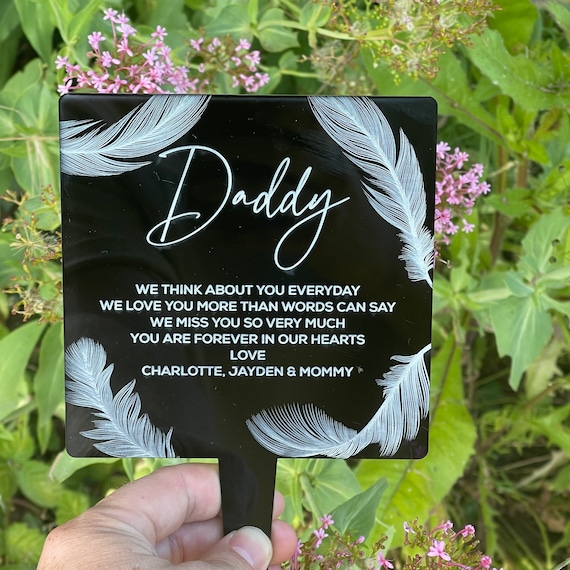 Daddy
WE THINK ABOUT YOU EVERYDAY
WE LOVE YOU MORE THAN WORDS CAN SAY
WE MISS YOU SO VERY MUCH
YOU ARE FOREVER IN OUR HEARTS
LOVE
CHARLOTTE, JAYDEN & MOMMY